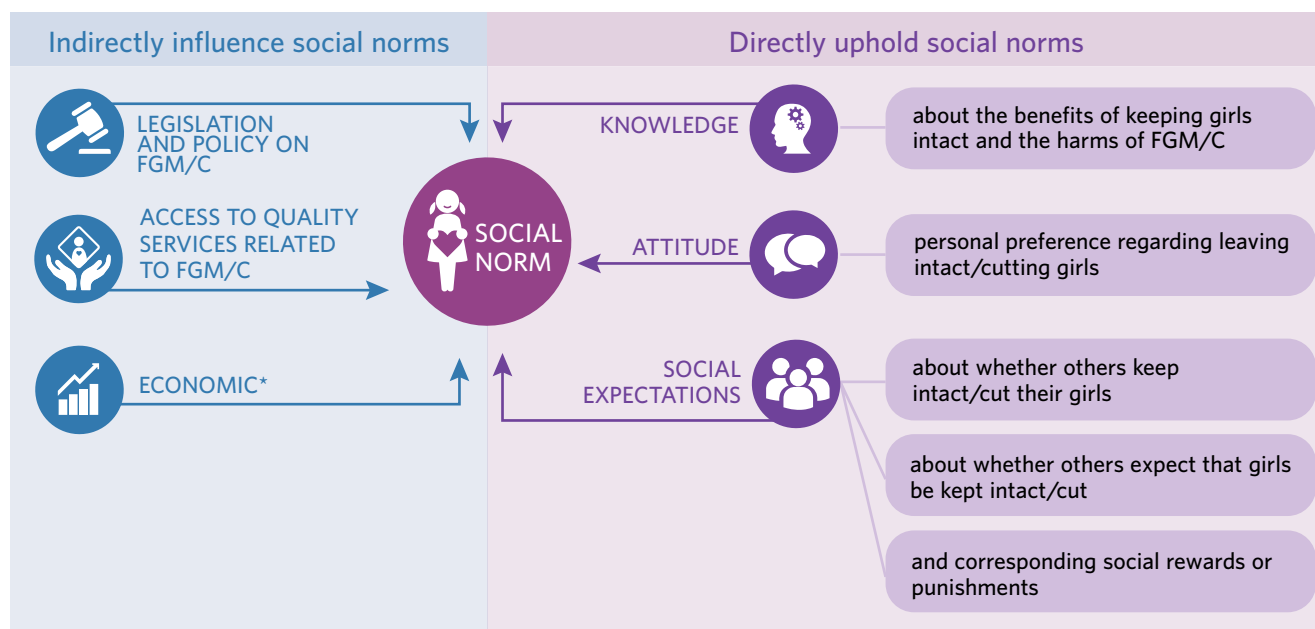 Indirectly influence social norms
Directly uphold social norms
LEGISLATION
AND POLICY ON
FGM/C
ACCESS TO QUALITY
SERVICES RELATED
TO FGM/C
ECONOMIC*
SOCIAL
NORM
KNOWLEDGE
about the benefits of keeping girls
intact and the harms of FGM/C
ATTITUDE
personal preference regarding leaving
intact/cutting girls
SOCIAL
EXPECTATIONS
about whether others keep
intact/cut their girls
about whether others expect that girls
be kept intact/cut
and corresponding social rewards or
punishments